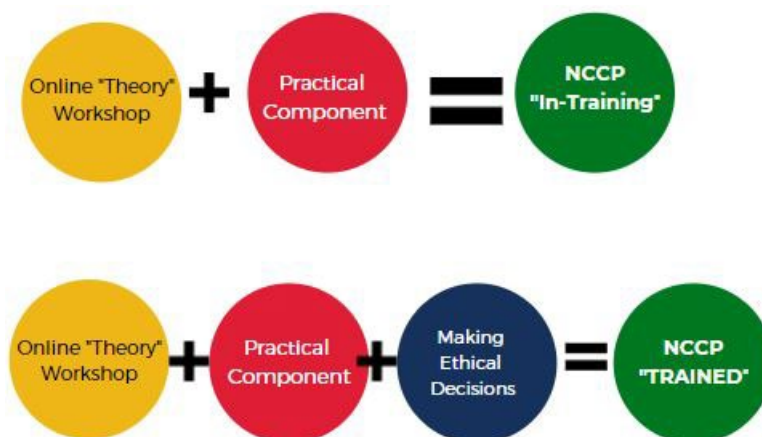 Online "Theory"
Workshop
+
Practical
Component
=
NCCP
"In-Training"
Online "Theory"
Workshop
+
Practical
Component
+
Making
Ethical
Decisions
=
NCCP
"TRAINED"